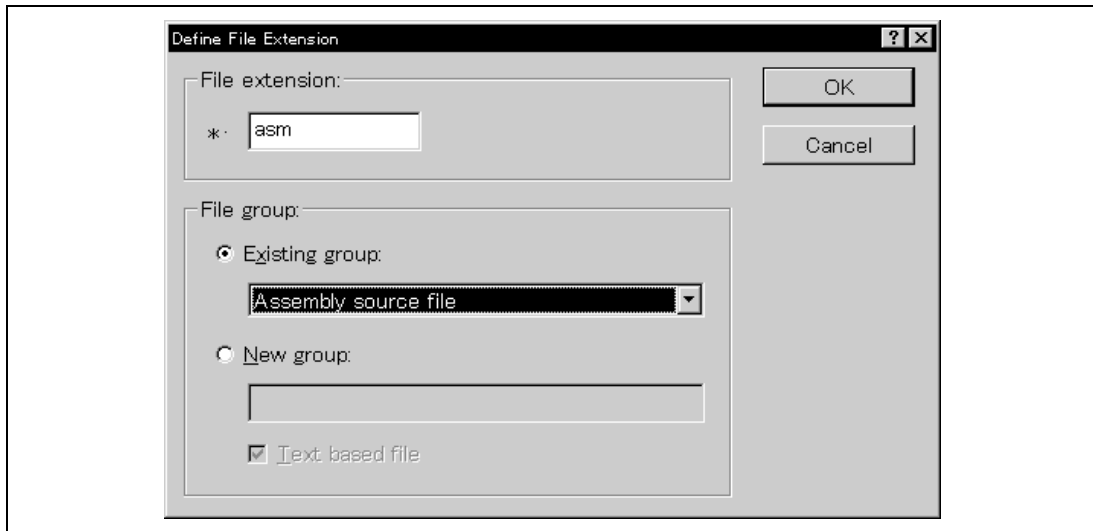 Define File Extension
File extension:
OK
*. asm
Cancel
File group:
Existing group:
Assembly source file
New group:
Text based file